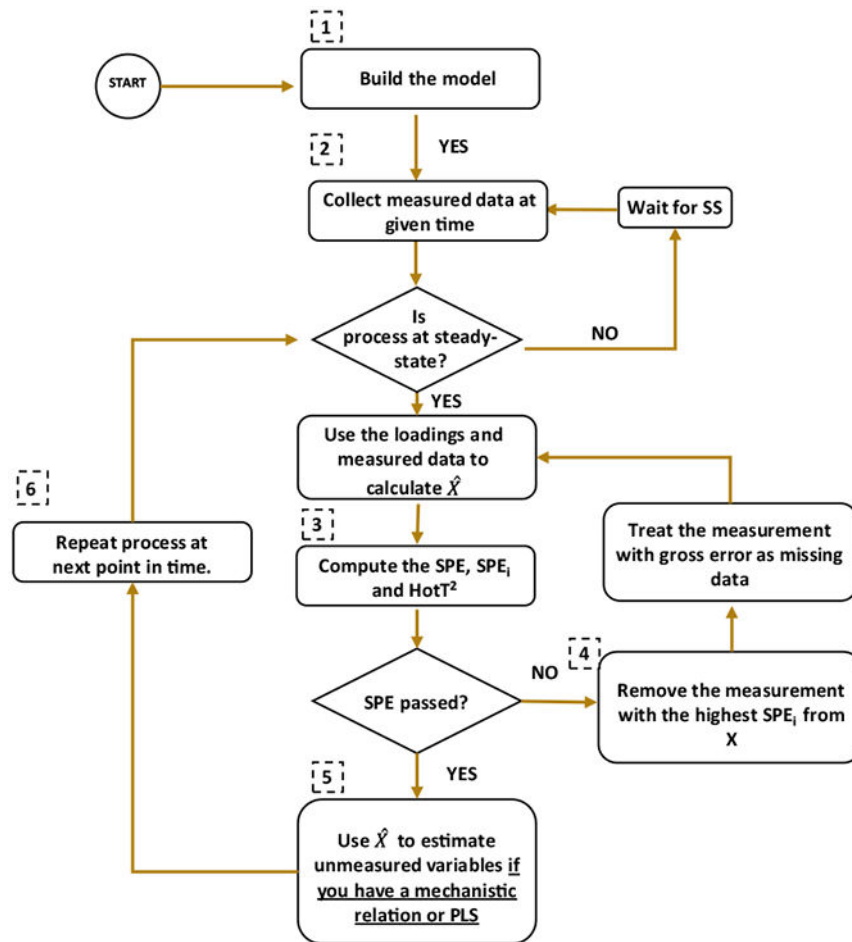 1
START
Build the model
YES
2
Collect measured data at
given time
Wait for SS
Is
process at steady-
state?
NO
YES
Use the loadings and
measured data to
calculate X̂
6
Repeat process at
next point in time.
3
Compute the SPE, SPEᵢ
and HotT²
Treat the measurement
with gross error as missing
data
SPE passed?
NO
4
Remove the measurement
with the highest SPEᵢ from
X
YES
5
Use X̂ to estimate
unmeasured variables if
you have a mechanistic
relation or PLS